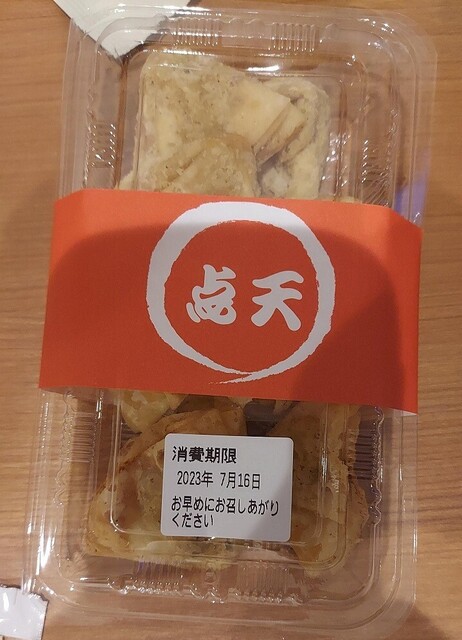 点天
消費期限
2023年 7月16日
お早めにお召しあがり
ください